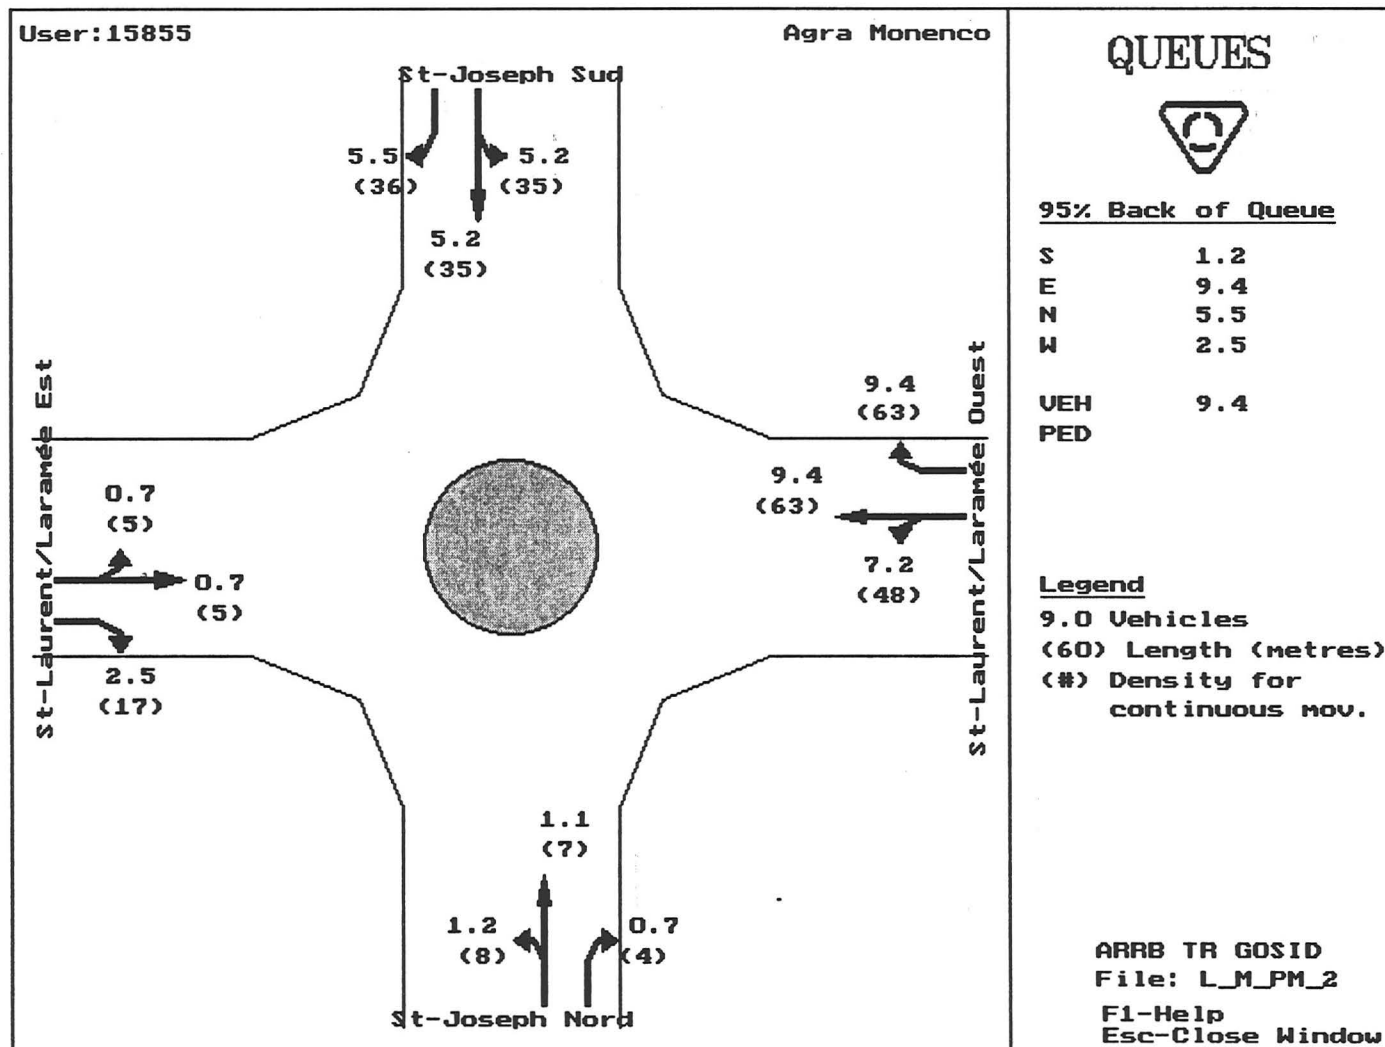 User:15855
Agra Monenco
St-Joseph Sud
5.5
(36)
5.2
(35)
5.2
(35)
St-Laurent/Laramée Est
0.7
(5)
0.7
(5)
2.5
(17)
9.4
(63)
9.4
(63)
7.2
(48)
St-Laurent/Laramée Ouest
1.1
(7)
1.2
(8)
0.7
(4)
St-Joseph Nord
QUEUES
95% Back of Queue
S 1.2
E 9.4
N 5.5
W 2.5
VEH 9.4
PED
Legend
9.0 Vehicles
(60) Length (metres)
(#) Density for
continuous mov.
ARRB TR GOSID
File: L_M_PM_2
F1-Help
Esc-Close Window